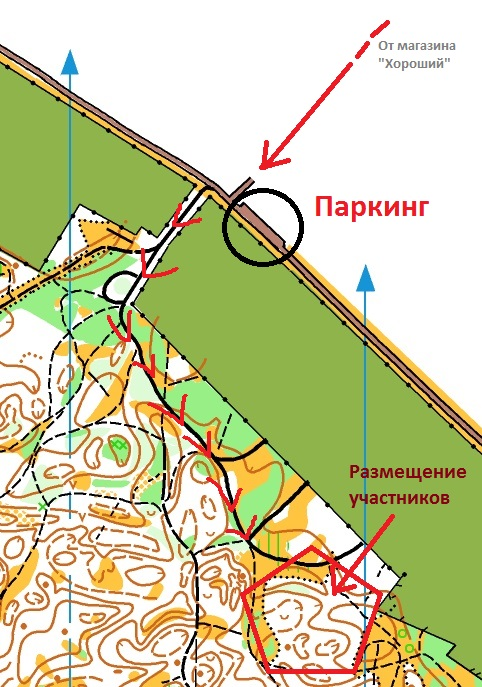 От магазина
"Хороший"
Паркинг
Размещение
участников